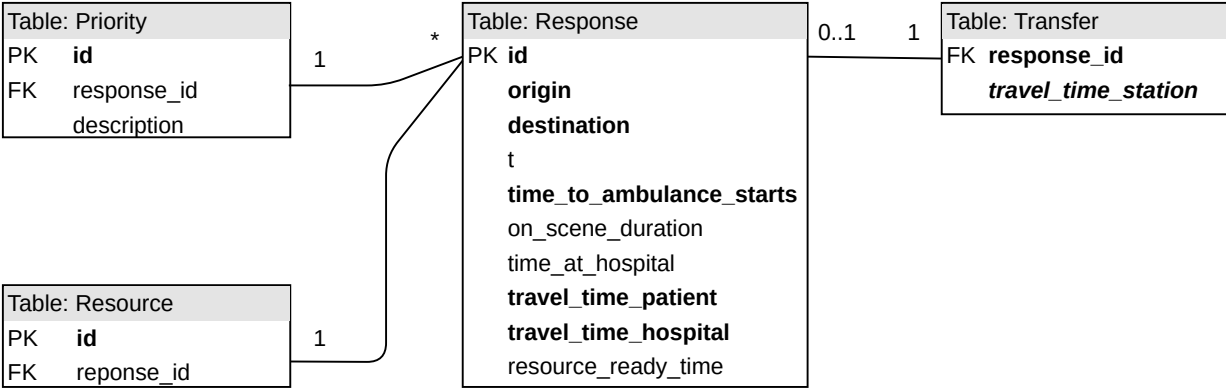 Table: Priority
PK id
FK response_id
description
1
*
Table: Response
PK id
origin
destination
t
time_to_ambulance_starts
on_scene_duration
time_at_hospital
travel_time_patient
travel_time_hospital
resource_ready_time
0..1
1
Table: Transfer
FK response_id
travel_time_station
Table: Resource
PK id
FK reponse_id
1